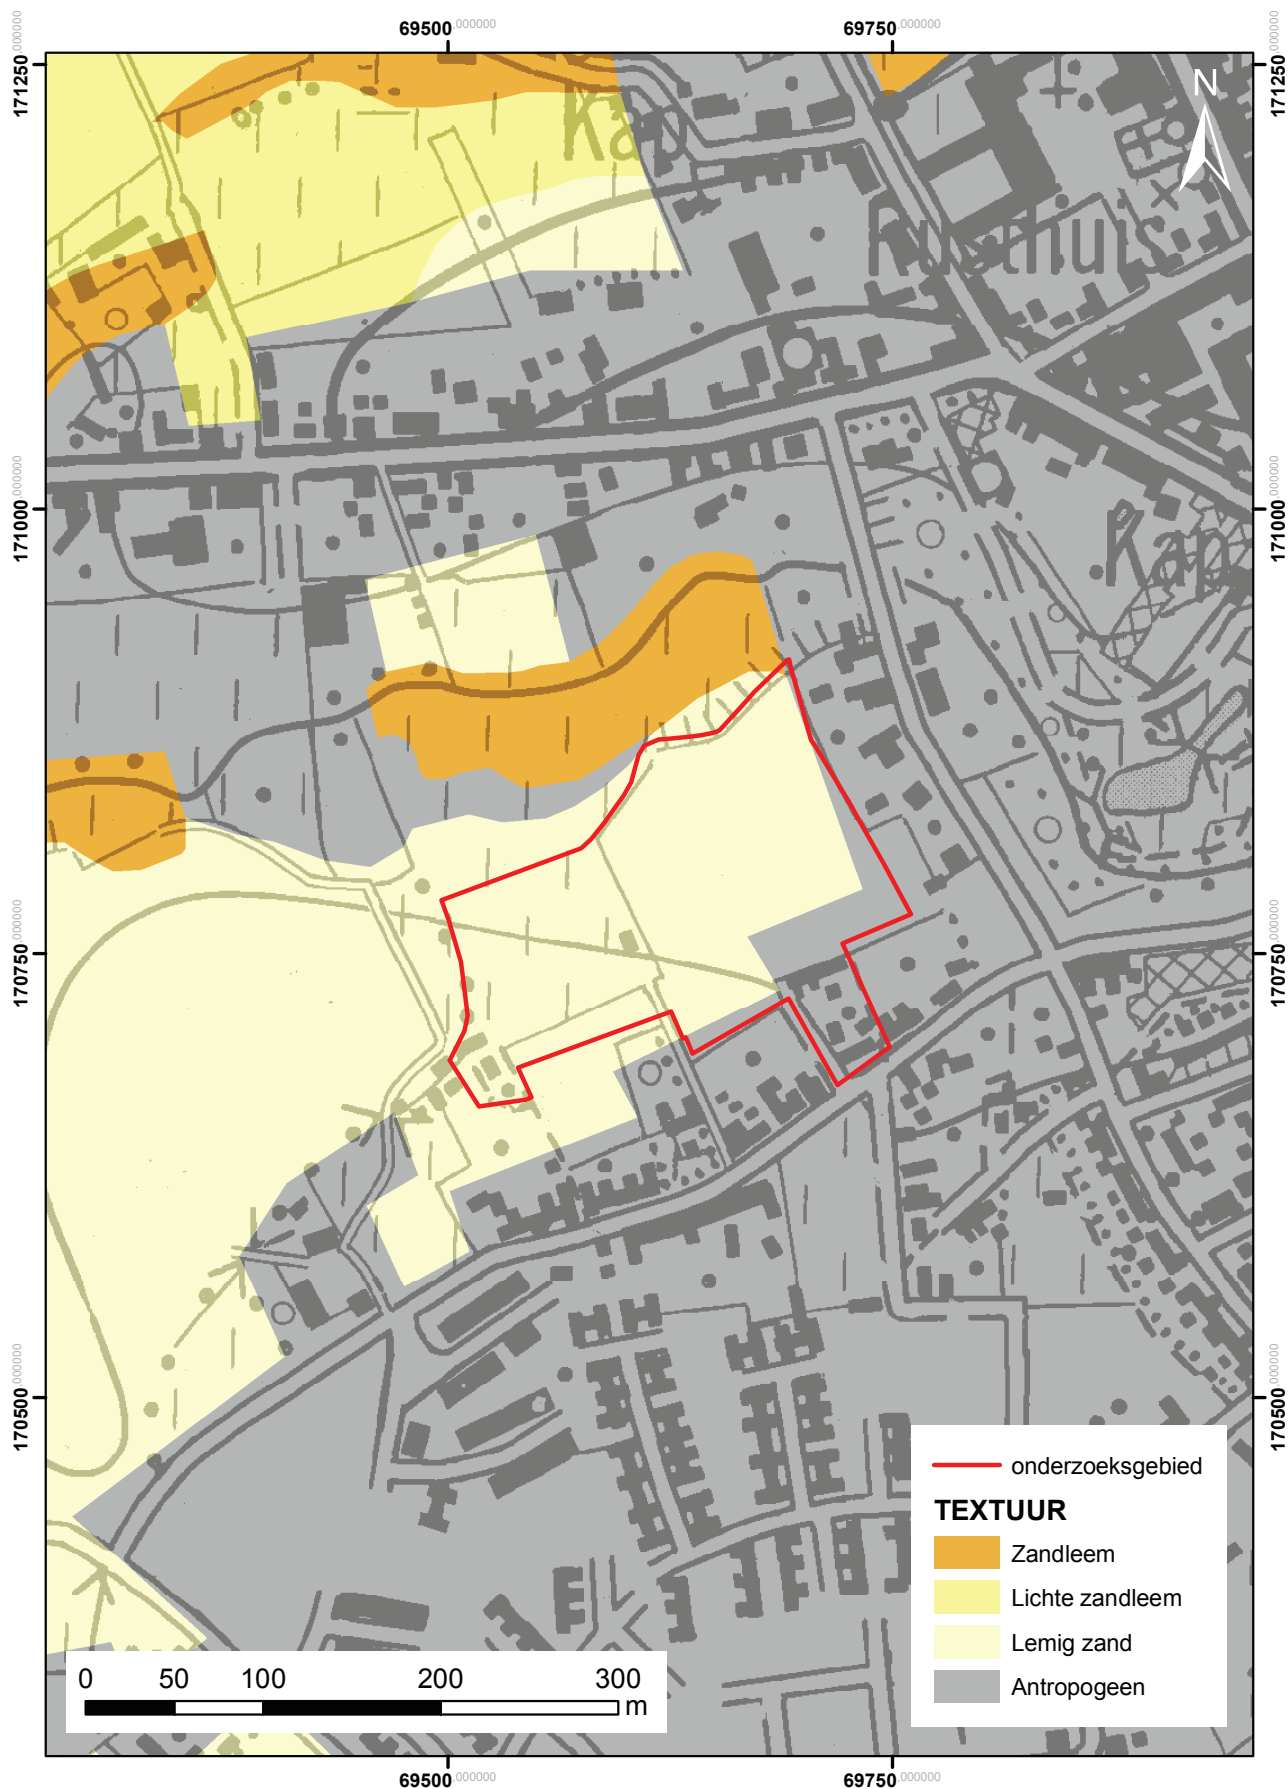 69500,000000 69750,000000
171250,000000 171250,000000
N
Kap
Rusthuis
171000,000000 171000,000000
Kap
170750,000000 170750,000000
170500,000000 170500,000000
onderzoeksgebied
TEXTUUR
Zandleem
Lichte zandleem
Lemig zand
Antropogeen
0 50 100 200 300
m
69500,000000 69750,000000